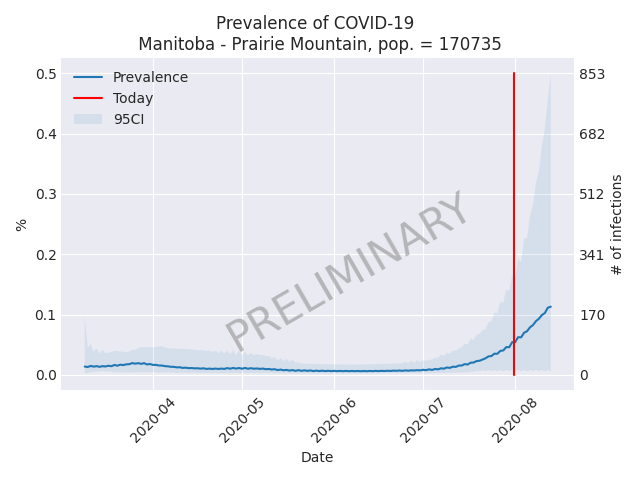 Prevalence of COVID-19
Manitoba - Prairie Mountain, pop. = 170735
Prevalence
Today
95CI
0.5
0.4
0.3
0.2
0.1
0.0
%
853
682
512
341
170
0
# of infections
PRELIMINARY
2020-04
2020-05
2020-06
2020-07
2020-08
Date